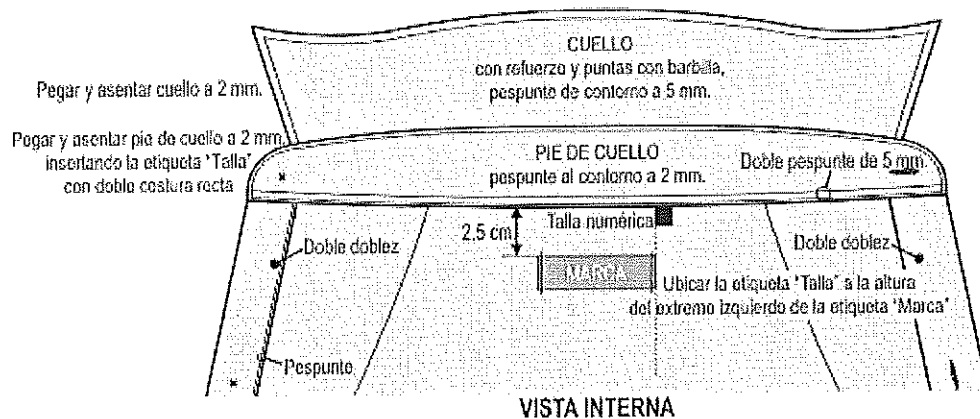 CUELLO
con refuerzo y puntas con barbilla,
pespunte de contorno a 5 mm.
Pegar y asentar cuello a 2 mm.
Pegar y asentar pie de cuello a 2 mm.
insertando la etiqueta "Talla"
con doble costura recta
PIE DE CUELLO
pespunte al contorno a 2 mm.
Doble pespunte de 5 mm
2.5 cm
Talla numérica
Doble doblez
Doble doblez
MARCA
Ubicar la etiqueta "Talla" a la altura
del extremo izquierdo de la etiqueta "Marca"
Pespunte
VISTA INTERNA